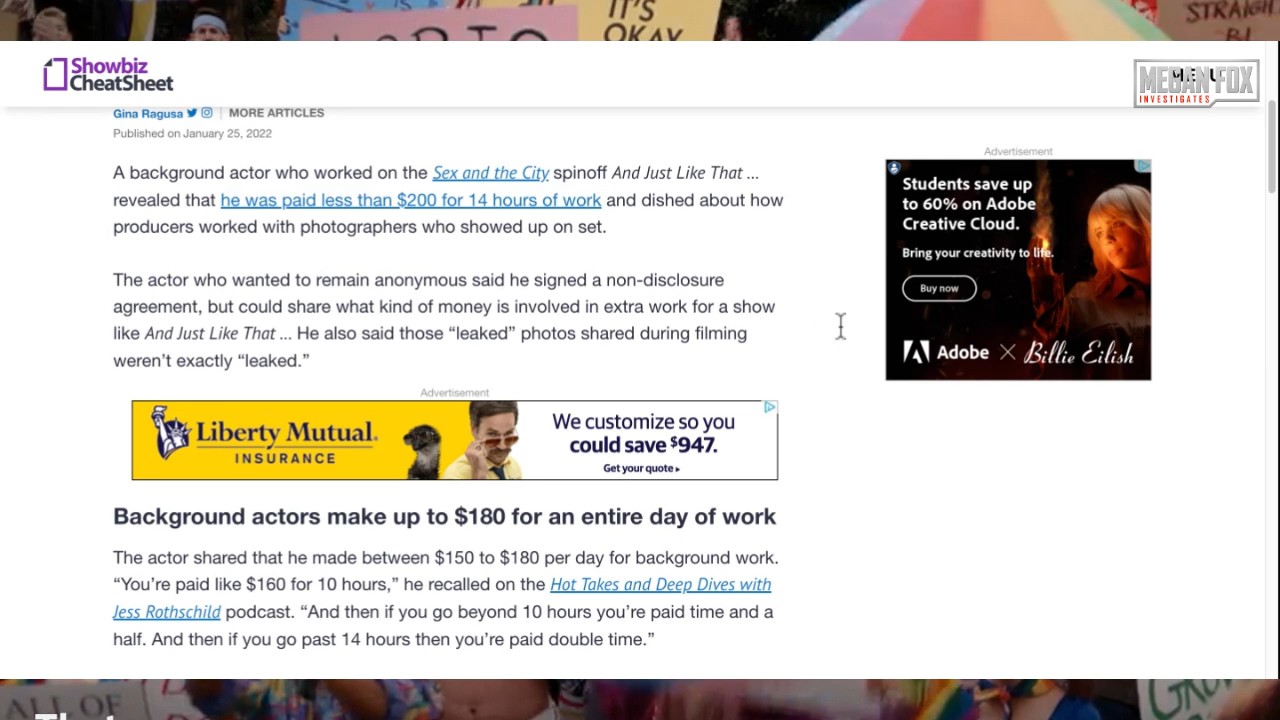 IT'S
OKAY
STRAIGH
BI
Showbiz
CheatSheet
MEGAN FOX
INVESTIGATES
Gina Ragusa | MORE ARTICLES
Published on January 25, 2022
A background actor who worked on the Sex and the City spinoff And Just Like That ...
revealed that he was paid less than $200 for 14 hours of work and dished about how
producers worked with photographers who showed up on set.
The actor who wanted to remain anonymous said he signed a non-disclosure
agreement, but could share what kind of money is involved in extra work for a show
like And Just Like That ... He also said those “leaked” photos shared during filming
weren’t exactly “leaked.”
Advertisement
Students save up
to 60% on Adobe
Creative Cloud.
Bring your creativity to life.
Buy now
Adobe × Billie Eilish
Advertisement
Liberty Mutual.
INSURANCE
We customize so you
could save $947.
Get your quote ▸
Background actors make up to $180 for an entire day of work
The actor shared that he made between $150 to $180 per day for background work.
“You’re paid like $160 for 10 hours,” he recalled on the Hot Takes and Deep Dives with
Jess Rothschild podcast. “And then if you go beyond 10 hours you’re paid time and a
half. And then if you go past 14 hours then you’re paid double time.”
ALL OF